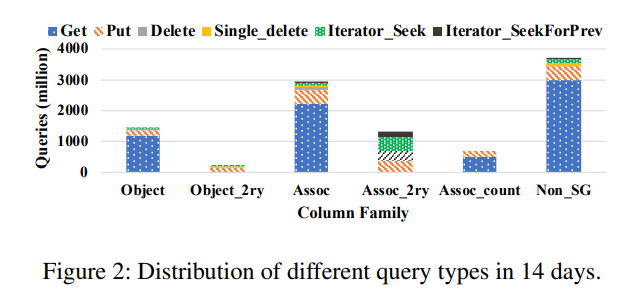 Get Put Delete Single_delete Iterator_Seek Iterator_SeekForPrev
4000
3000
2000
1000
0
Queries (million)
Object Object_2ry Assoc Assoc_2ry Assoc_count Non_SG
Column Family
Figure 2: Distribution of different query types in 14 days.